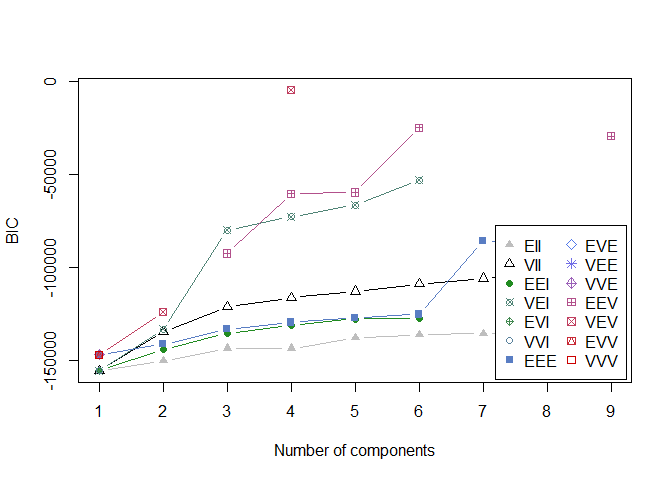 0
-50000
-100000
-150000
BIC
EII EVE
VII VEE
EEI VVE
VEI EEV
EVI VEV
VVI EVV
EEE VVV
1 2 3 4 5 6 7 8 9
Number of components